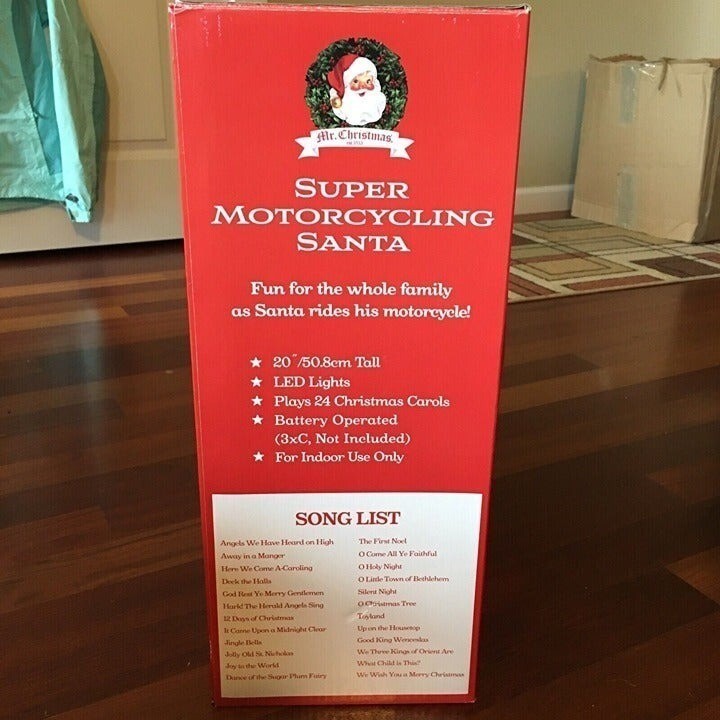 Mr. Christmas
SUPER
MOTORCYCLING
SANTA
Fun for the whole family
as Santa rides his motorcycle!
★ 20"/50.8cm Tall
★ LED Lights
★ Plays 24 Christmas Carols
★ Battery Operated
(3xC, Not Included)
★ For Indoor Use Only
SONG LIST
Angels We Have Heard on High
Away in a Manger
Here We Come A-Caroling
Deck the Halls
God Rest Ye Merry Gentlemen
Hark! The Herald Angels Sing
12 Days of Christmas
It Came Upon a Midnight Clear
Jingle Bells
Jolly Old St. Nicholas
Joy to the World
Dance of the Sugar Plum Fairy
The First Noel
O Come All Ye Faithful
O Holy Night
O Little Town of Bethlehem
Silent Night
O Christmas Tree
Toyland
Up on the Housetop
Good King Wenceslas
We Three Kings of Orient Are
What Child is This?
We Wish You a Merry Christmas